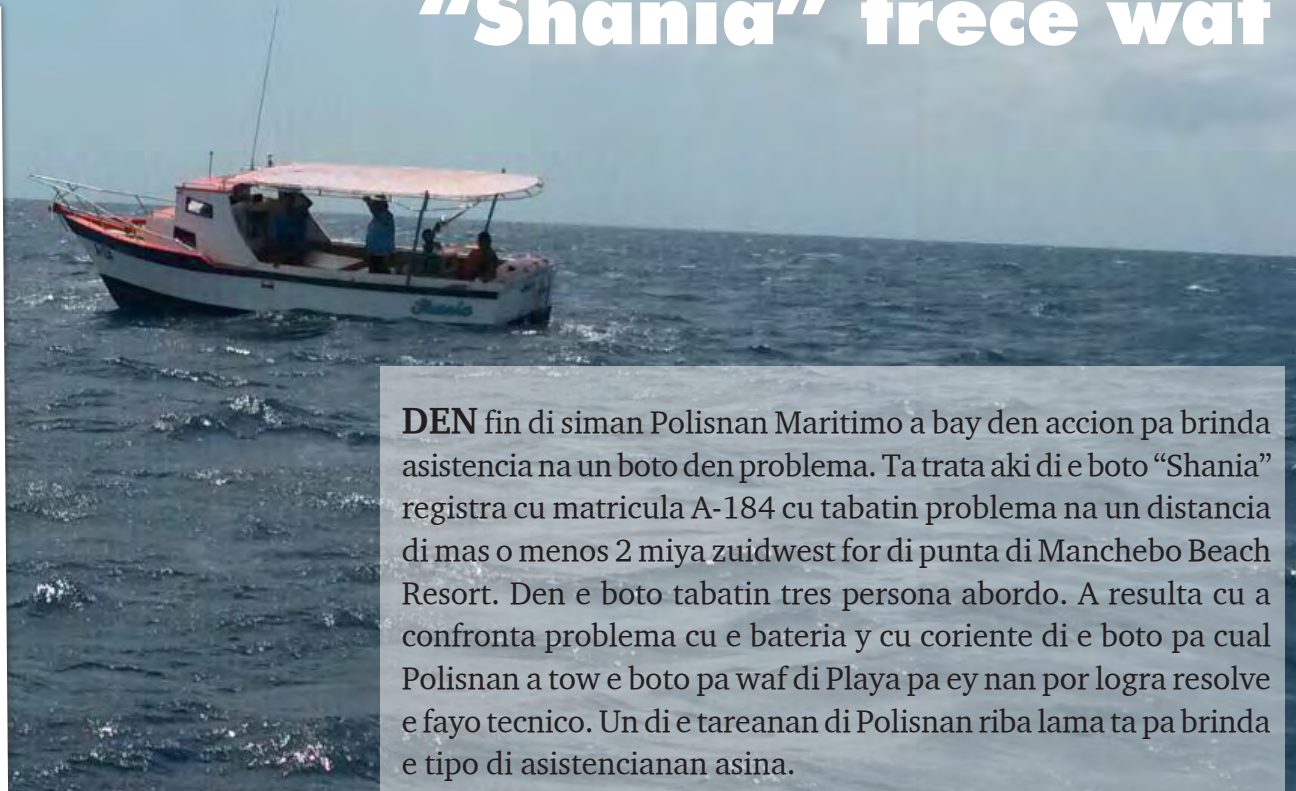 “Shania” trece waf
Shania
DEN fin di siman Polisnan Maritimo a bay den accion pa brinda
asistencia na un boto den problema. Ta trata aki di e boto “Shania”
registra cu matricula A-184 cu tabatin problema na un distancia
di mas o menos 2 miya zuidwest for di punta di Manchebo Beach
Resort. Den e boto tabatin tres persona abordo. A resulta cu a
confronta problema cu e bateria y cu coriente di e boto pa cual
Polisnan a tow e boto pa waf di Playa pa ey nan por logra resolve
e fayo tecnico. Un di e tareanan di Polisnan riba lama ta pa brinda
e tipo di asistencianan asina.